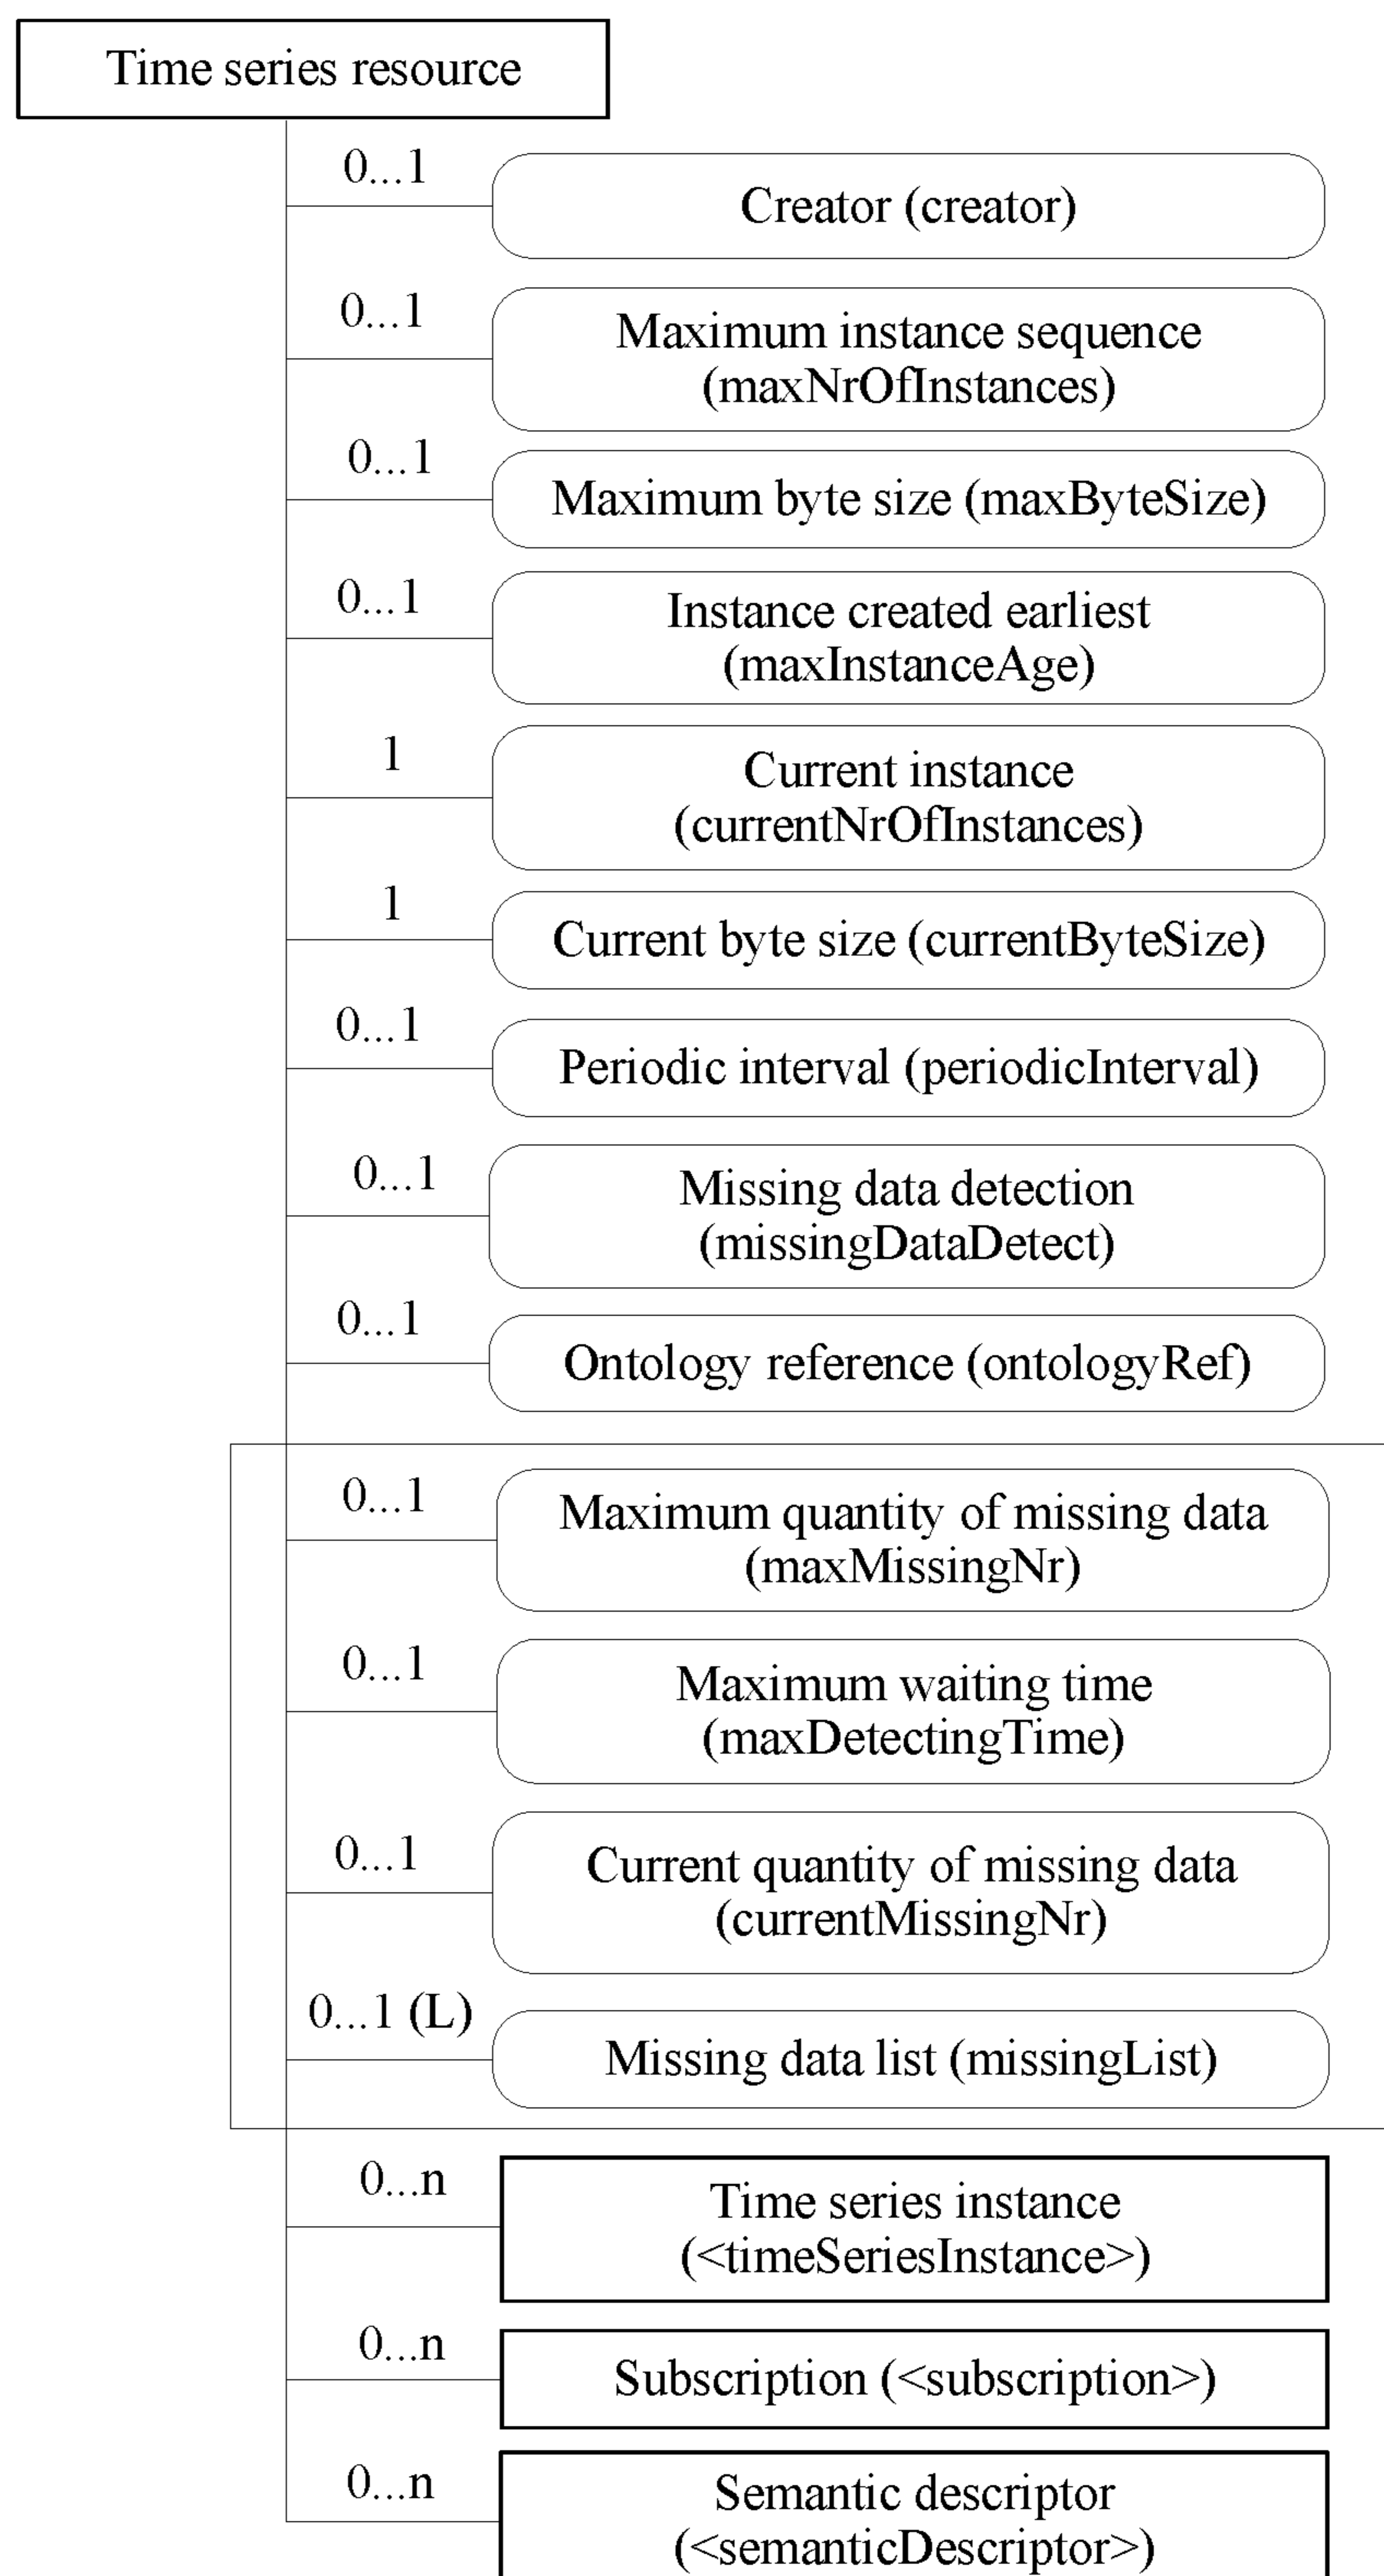 Time series resource
0...1
Creator (creator)
0...1
Maximum instance sequence
(maxNrOfInstances)
0...1
Maximum byte size (maxByteSize)
0...1
Instance created earliest
(maxInstanceAge)
1
Current instance
(currentNrOfInstances)
1
Current byte size (currentByteSize)
0...1
Periodic interval (periodicInterval)
0...1
Missing data detection
(missingDataDetect)
0...1
Ontology reference (ontologyRef)
0...1
Maximum quantity of missing data
(maxMissingNr)
0...1
Maximum waiting time
(maxDetectingTime)
0...1
Current quantity of missing data
(currentMissingNr)
0...1 (L)
Missing data list (missingList)
0...n
Time series instance
(<timeSeriesInstance>)
0...n
Subscription (<subscription>)
0...n
Semantic descriptor
(<semanticDescriptor>)